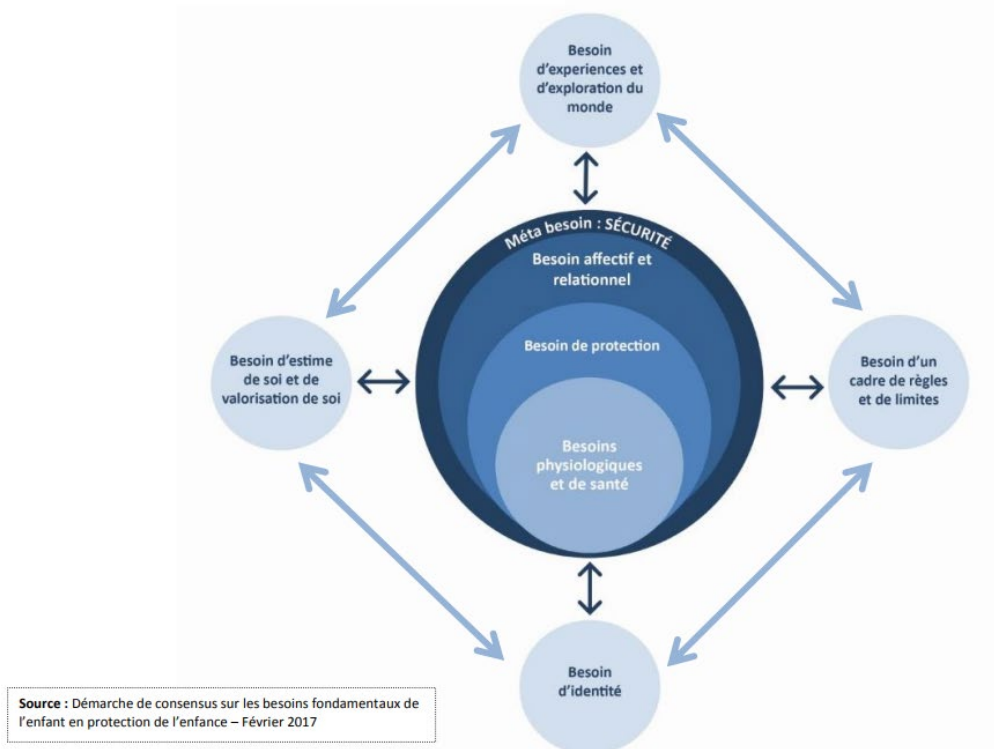 Besoin
d'experiences et
d'exploration du
monde
Méta besoin : SÉCURITÉ
Besoin affectif et
relationnel
Besoin de protection
Besoin d'estime
de soi et de
valorisation de soi
Besoin d'un
cadre de règles
et de limites
Besoins
physiologiques
et de santé
Besoin
d'identité
Source : Démarche de consensus sur les besoins fondamentaux de
l'enfant en protection de l'enfance – Février 2017